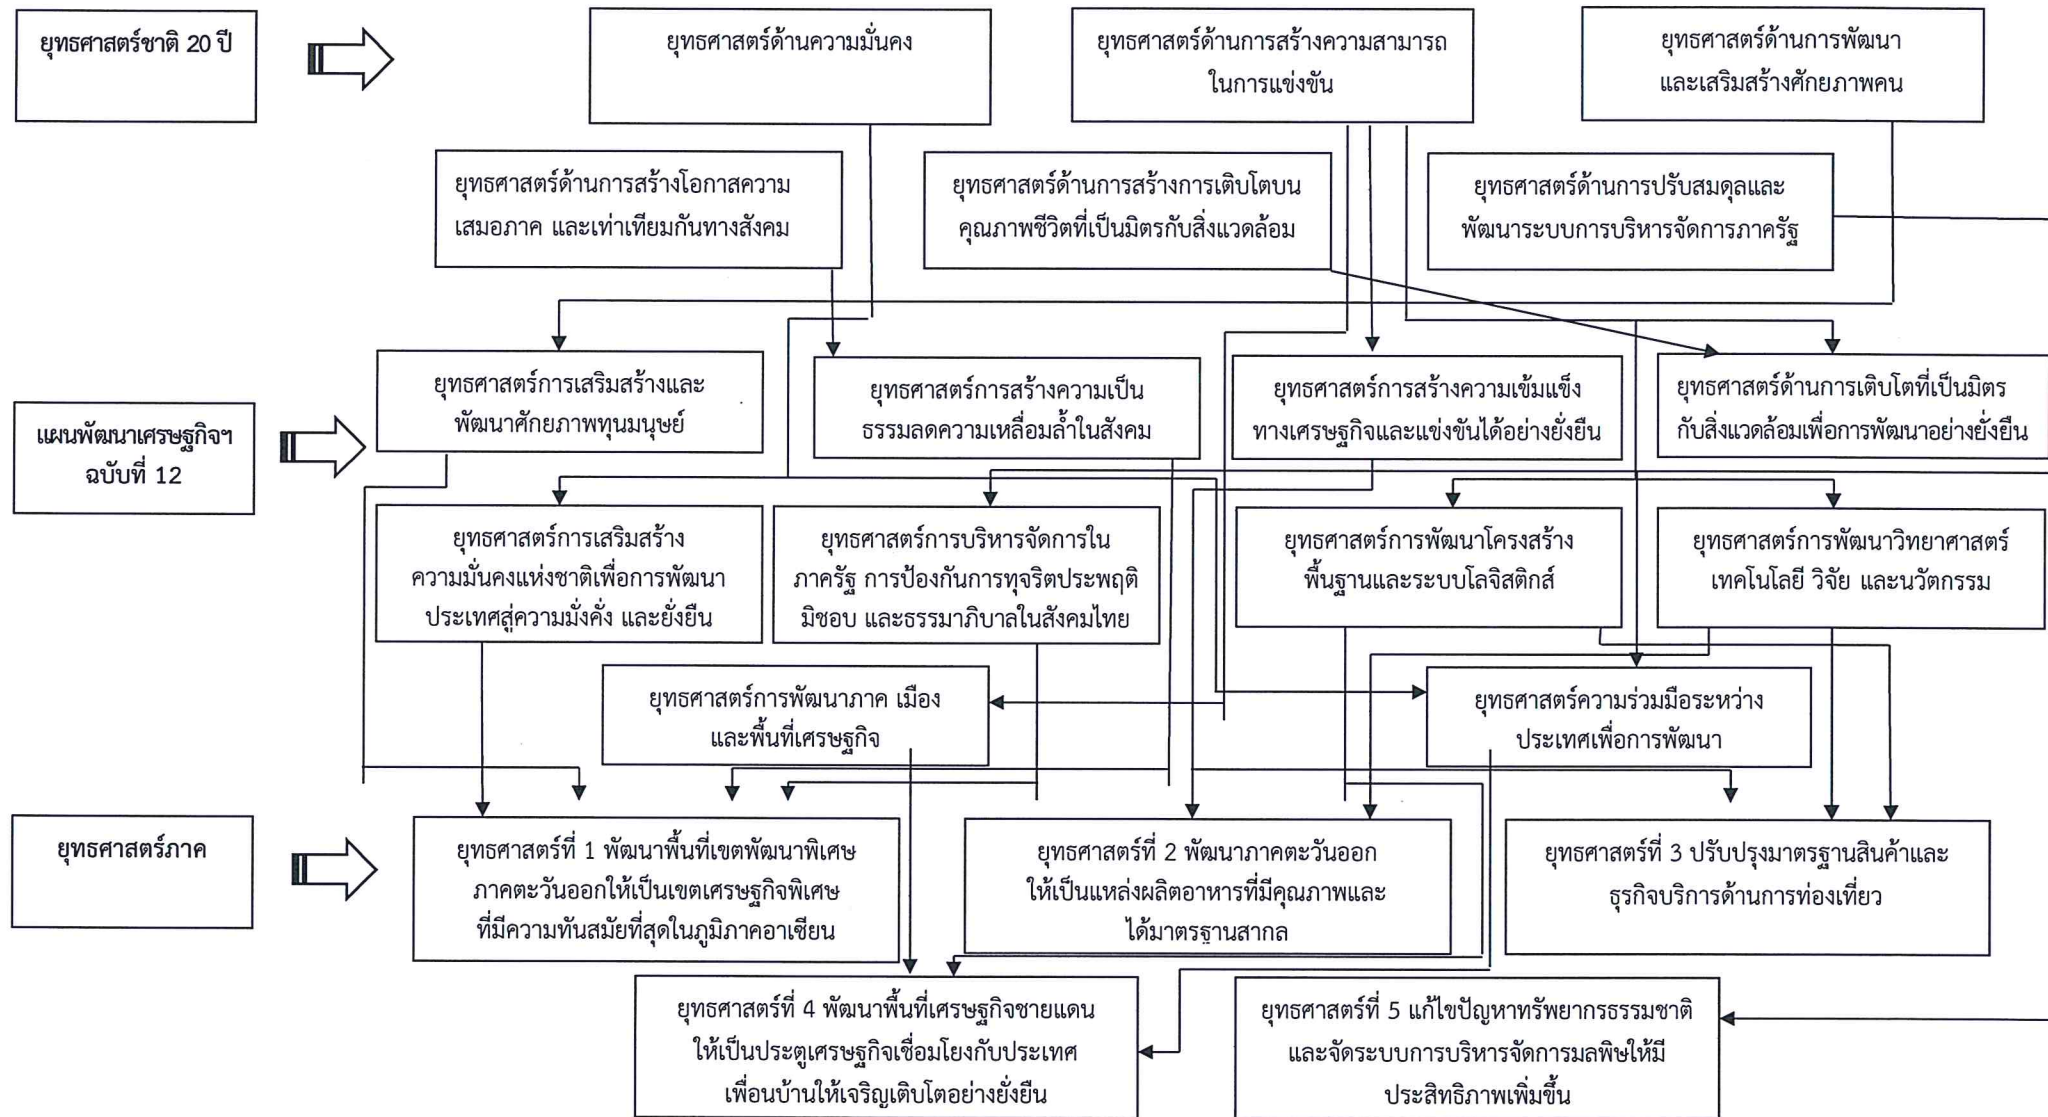 ยุทธศาสตร์ชาติ 20 ปี
ยุทธศาสตร์ด้านความมั่นคง
ยุทธศาสตร์ด้านการสร้างความสามารถ
ในการแข่งขัน
ยุทธศาสตร์ด้านการพัฒนา
และเสริมสร้างศักยภาพคน
ยุทธศาสตร์ด้านการสร้างโอกาสความ
เสมอภาค และเท่าเทียมกันทางสังคม
ยุทธศาสตร์ด้านการสร้างการเติบโตบน
คุณภาพชีวิตที่เป็นมิตรกับสิ่งแวดล้อม
ยุทธศาสตร์ด้านการปรับสมดุลและ
พัฒนาระบบการบริหารจัดการภาครัฐ
แผนพัฒนาเศรษฐกิจฯ
ฉบับที่ 12
ยุทธศาสตร์การเสริมสร้างและ
พัฒนาศักยภาพทุนมนุษย์
ยุทธศาสตร์การสร้างความเป็น
ธรรมลดความเหลื่อมล้ำในสังคม
ยุทธศาสตร์การสร้างความเข้มแข็ง
ทางเศรษฐกิจและแข่งขันได้อย่างยั่งยืน
ยุทธศาสตร์ด้านการเติบโตที่เป็นมิตร
กับสิ่งแวดล้อมเพื่อการพัฒนาอย่างยั่งยืน
ยุทธศาสตร์การเสริมสร้าง
ความมั่นคงแห่งชาติเพื่อการพัฒนา
ประเทศสู่ความมั่งคั่ง และยั่งยืน
ยุทธศาสตร์การบริหารจัดการใน
ภาครัฐ การป้องกันการทุจริตประพฤติ
มิชอบ และธรรมาภิบาลในสังคมไทย
ยุทธศาสตร์การพัฒนาโครงสร้าง
พื้นฐานและระบบโลจิสติกส์
ยุทธศาสตร์การพัฒนาวิทยาศาสตร์
เทคโนโลยี วิจัย และนวัตกรรม
ยุทธศาสตร์การพัฒนาภาค เมือง
และพื้นที่เศรษฐกิจ
ยุทธศาสตร์ความร่วมมือระหว่าง
ประเทศเพื่อการพัฒนา
ยุทธศาสตร์ภาค
ยุทธศาสตร์ที่ 1 พัฒนาพื้นที่เขตพัฒนาพิเศษ
ภาคตะวันออกให้เป็นเขตเศรษฐกิจพิเศษ
ที่มีความทันสมัยที่สุดในภูมิภาคอาเซียน
ยุทธศาสตร์ที่ 2 พัฒนาภาคตะวันออก
ให้เป็นแหล่งผลิตอาหารที่มีคุณภาพและ
ได้มาตรฐานสากล
ยุทธศาสตร์ที่ 3 ปรับปรุงมาตรฐานสินค้าและ
ธุรกิจบริการด้านการท่องเที่ยว
ยุทธศาสตร์ที่ 4 พัฒนาพื้นที่เศรษฐกิจชายแดน
ให้เป็นประตูเศรษฐกิจเชื่อมโยงกับประเทศ
เพื่อนบ้านให้เจริญเติบโตอย่างยั่งยืน
ยุทธศาสตร์ที่ 5 แก้ไขปัญหาทรัพยากรธรรมชาติ
และจัดระบบการบริหารจัดการมลพิษให้มี
ประสิทธิภาพเพิ่มขึ้น